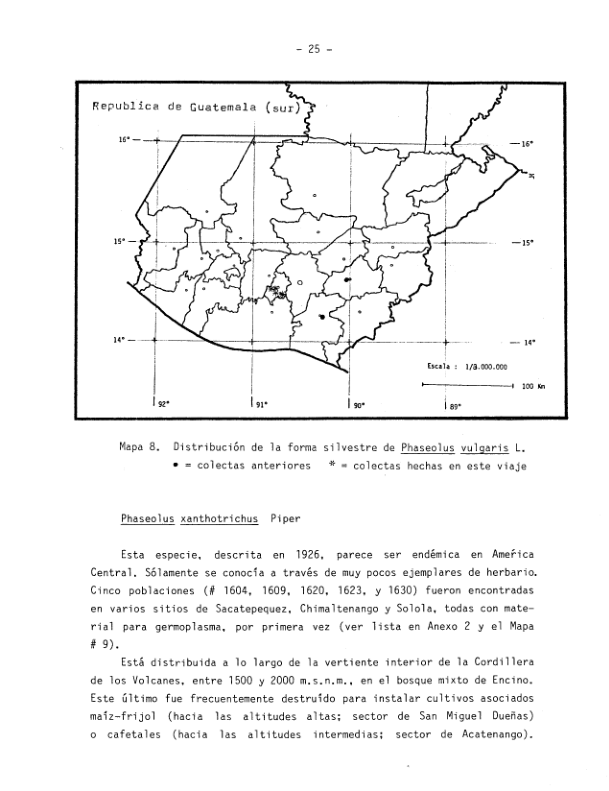 - 25 -
Republica de Guatemala (sur)
16° 16°
15° 15°
14° 14°
Escala : 1/3.000.000
100 Km
92° 91° 90° 89°
Mapa 8. Distribución de la forma silvestre de Phaseolus vulgaris L.
• = colectas anteriores * = colectas hechas en este viaje
Phaseolus xanthotrichus Piper
Esta especie, descrita en 1926, parece ser endémica en América
Central. Sólamente se conocía a través de muy pocos ejemplares de herbario.
Cinco poblaciones (# 1604, 1609, 1620, 1623, y 1630) fueron encontradas
en varios sitios de Sacatepequez, Chimaltenango y Solola, todas con mate-
rial para germoplasma, por primera vez (ver lista en Anexo 2 y el Mapa
# 9).
Está distribuida a lo largo de la vertiente interior de la Cordillera
de los Volcanes, entre 1500 y 2000 m.s.n.m., en el bosque mixto de Encino.
Este último fue frecuentemente destruído para instalar cultivos asociados
maíz-frijol (hacia las altitudes altas; sector de San Miguel Dueñas)
o cafetales (hacia las altitudes intermedias; sector de Acatenango).